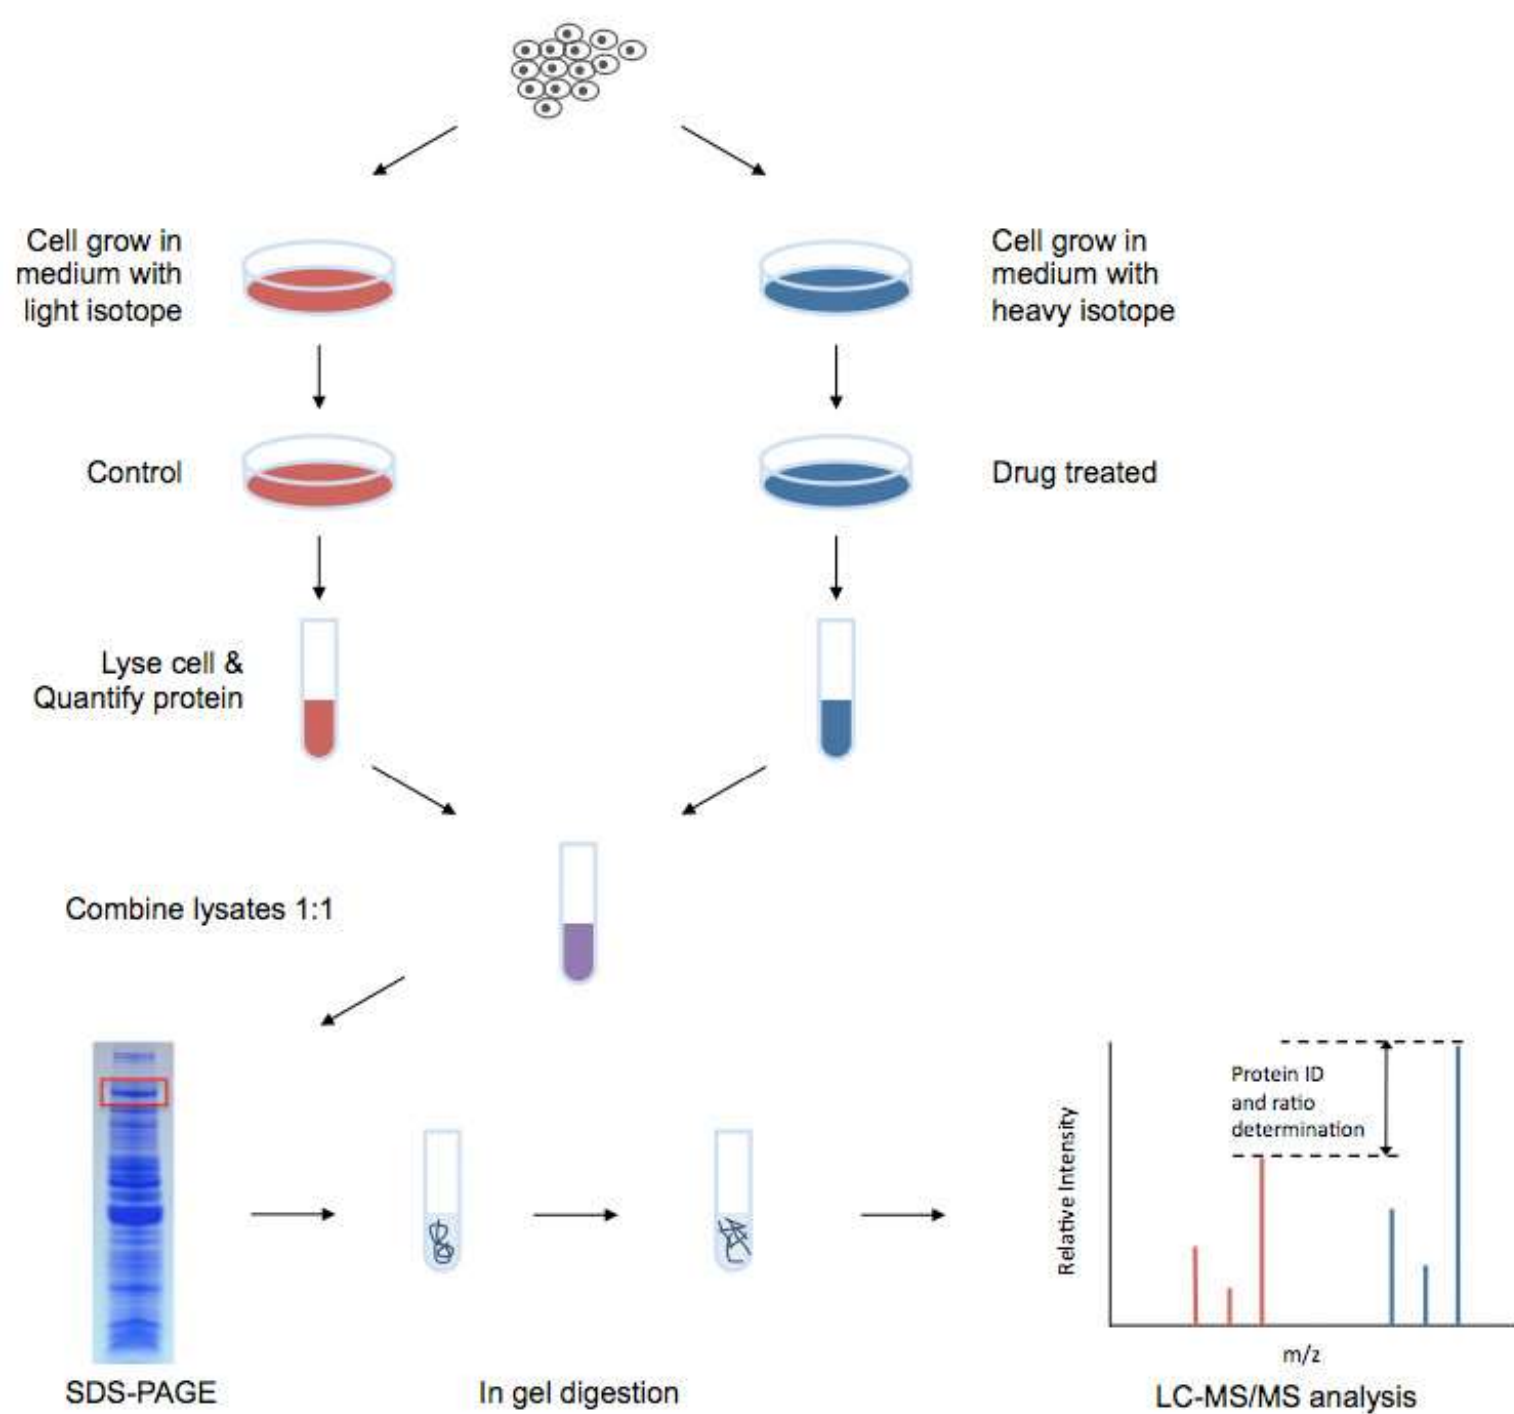 Cell grow in
medium with
light isotope
Cell grow in
medium with
heavy isotope
Control
Drug treated
Lyse cell &
Quantify protein
Combine lysates 1:1
Protein ID
and ratio
determination
Relative Intensity
m/z
SDS-PAGE
In gel digestion
LC-MS/MS analysis